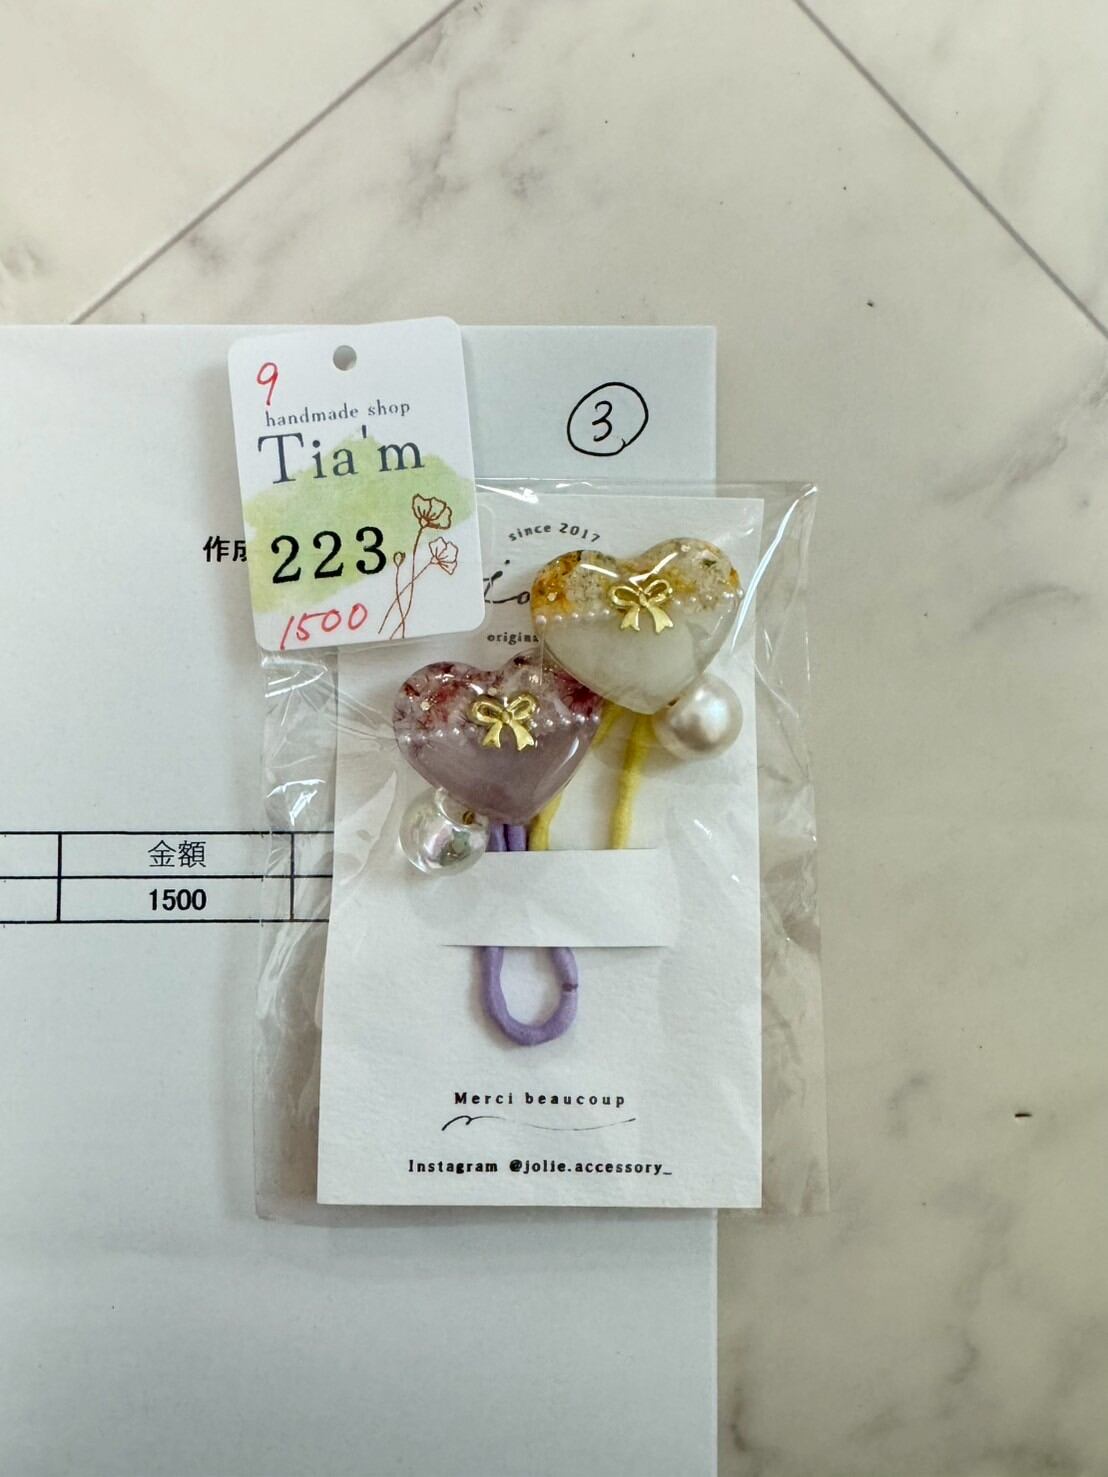 ③
9
handmade shop
Tia'm
223
1500
作成
since 2017
金額
1500
Merci beaucoup
Instagram @jolie.accessory_